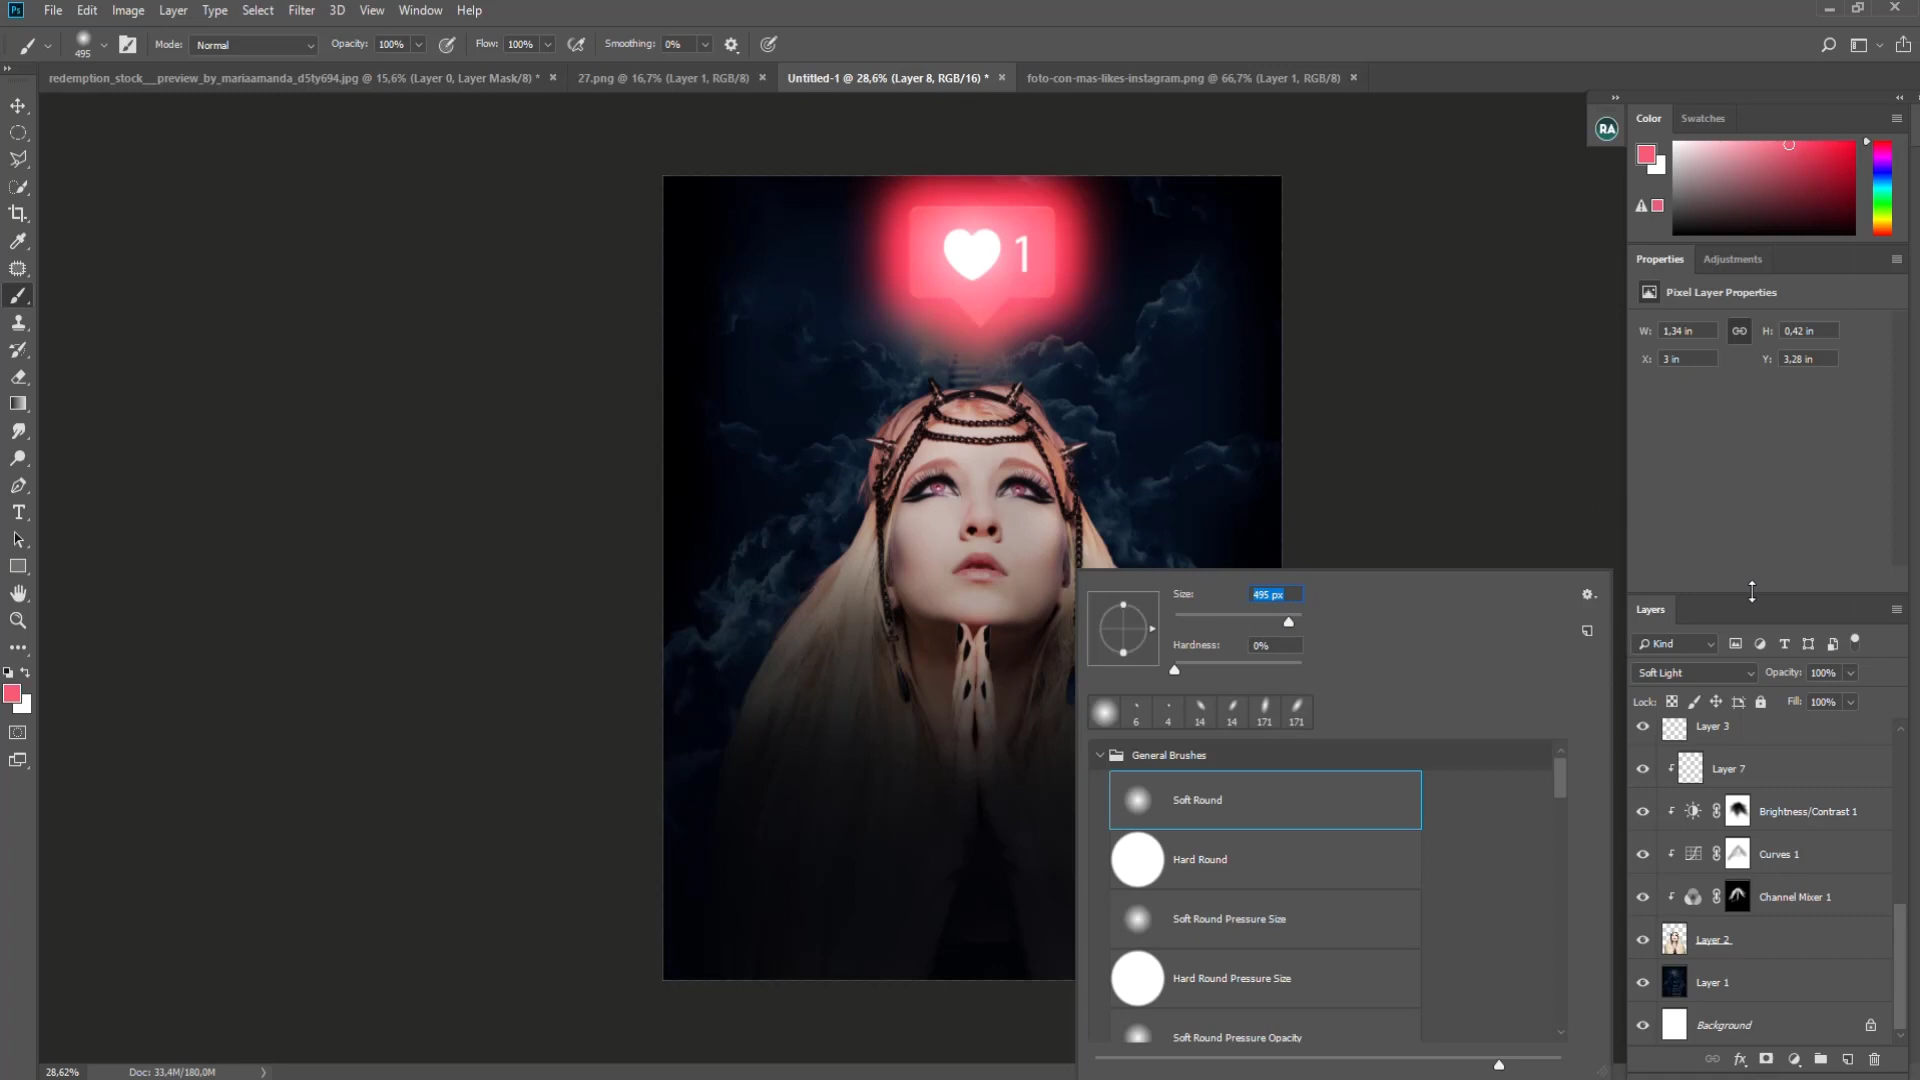 Ps File Edit Image Layer Type Select Filter 3D View Window Help
495 Mode: Normal Opacity: 100% Flow: 100% Smoothing: 0%
redemption_stock___preview_by_mariaamanda_d5ty694.jpg @ 15,6% (Layer 0, Layer Mask/8) * × 27.png @ 16,7% (Layer 1, RGB/8) × Untitled-1 @ 28,6% (Layer 8, RGB/16) * × foto-con-mas-likes-instagram.png @ 66,7% (Layer 1, RGB/8) ×
RA
Color Swatches
1
Properties Adjustments
Pixel Layer Properties
W: 1,34 in H: 0,42 in
X: 3 in Y: 3,28 in
Size: 495 px
Hardness: 0%
6 4 14 14 171 171
General Brushes
Soft Round
Hard Round
Soft Round Pressure Size
Hard Round Pressure Size
Soft Round Pressure Opacity
Layers
Kind
Soft Light Opacity: 100%
Lock: Fill: 100%
Layer 3
Layer 7
Brightness/Contrast 1
Curves 1
Channel Mixer 1
Layer 2
Layer 1
Background
fx
28,62% Doc: 33,4M/180,0M